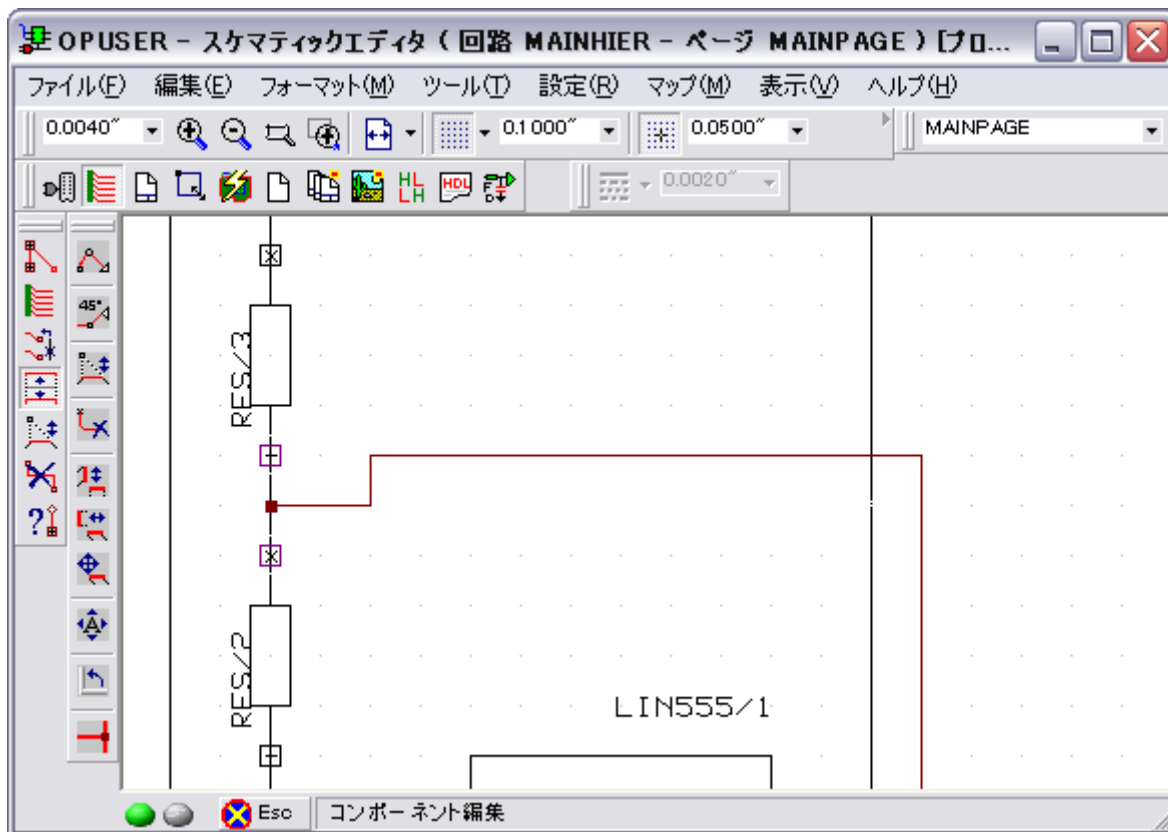 OPUSER - スケマティックエディタ ( 回路 MAINHIER - ページ MAINPAGE ) [プロ...
ファイル(F) 編集(E) フォーマット(M) ツール(T) 設定(R) マップ(M) 表示(V) ヘルプ(H)
0.0040" 0.1000" 0.0500" MAINPAGE
HL LH HDL 0.0020"
45°
RES/3
RES/2
LIN555/1
Esc コンポーネント編集